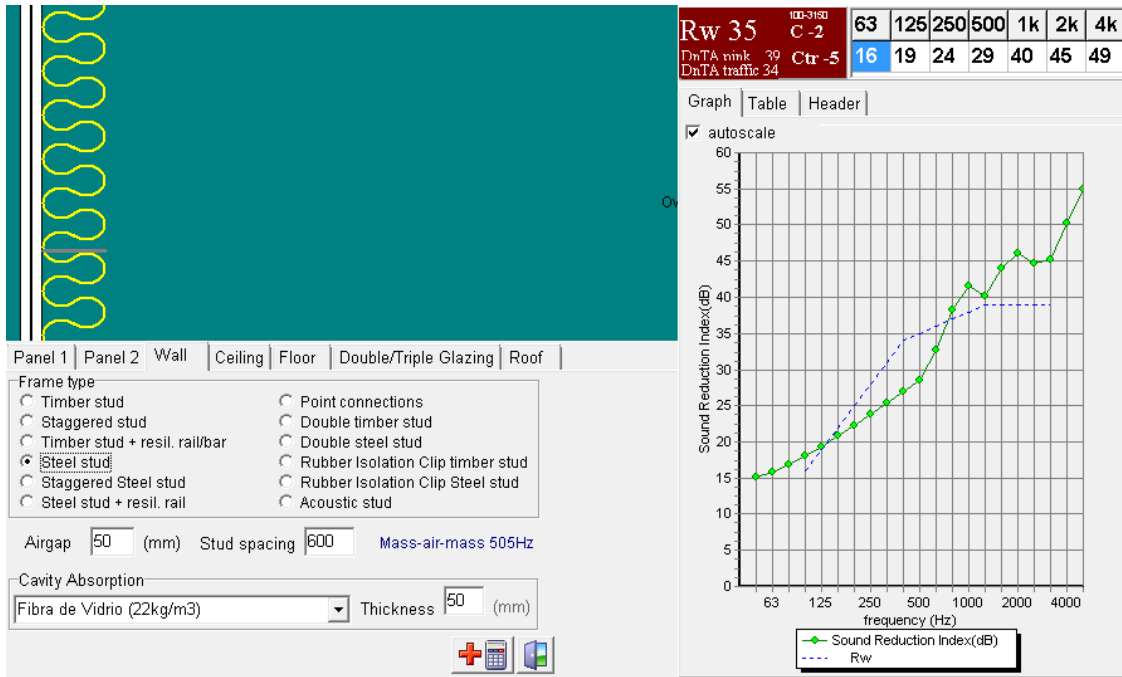 Rw 35
100-3150
C -2
DnTA pink 39
Ctr -5
DnTA traffic 34
63 125 250 500 1k 2k 4k
16 19 24 29 40 45 49
Graph Table Header
autoscale
Ov
60
55
50
45
40
35
30
25
20
15
10
5
0
Sound Reduction Index(dB)
63 125 250 500 1000 2000 4000
frequency (Hz)
Sound Reduction Index(dB)
Rw
Panel 1 Panel 2 Wall Ceiling Floor Double/Triple Glazing Roof
Frame type
Timber stud
Staggered stud
Timber stud + resil. rail/bar
Steel stud
Staggered Steel stud
Steel stud + resil. rail
Point connections
Double timber stud
Double steel stud
Rubber Isolation Clip timber stud
Rubber Isolation Clip Steel stud
Acoustic stud
Airgap 50 (mm) Stud spacing 600 Mass-air-mass 505Hz
Cavity Absorption
Fibra de Vidrio (22kg/m3) Thickness 50 (mm)